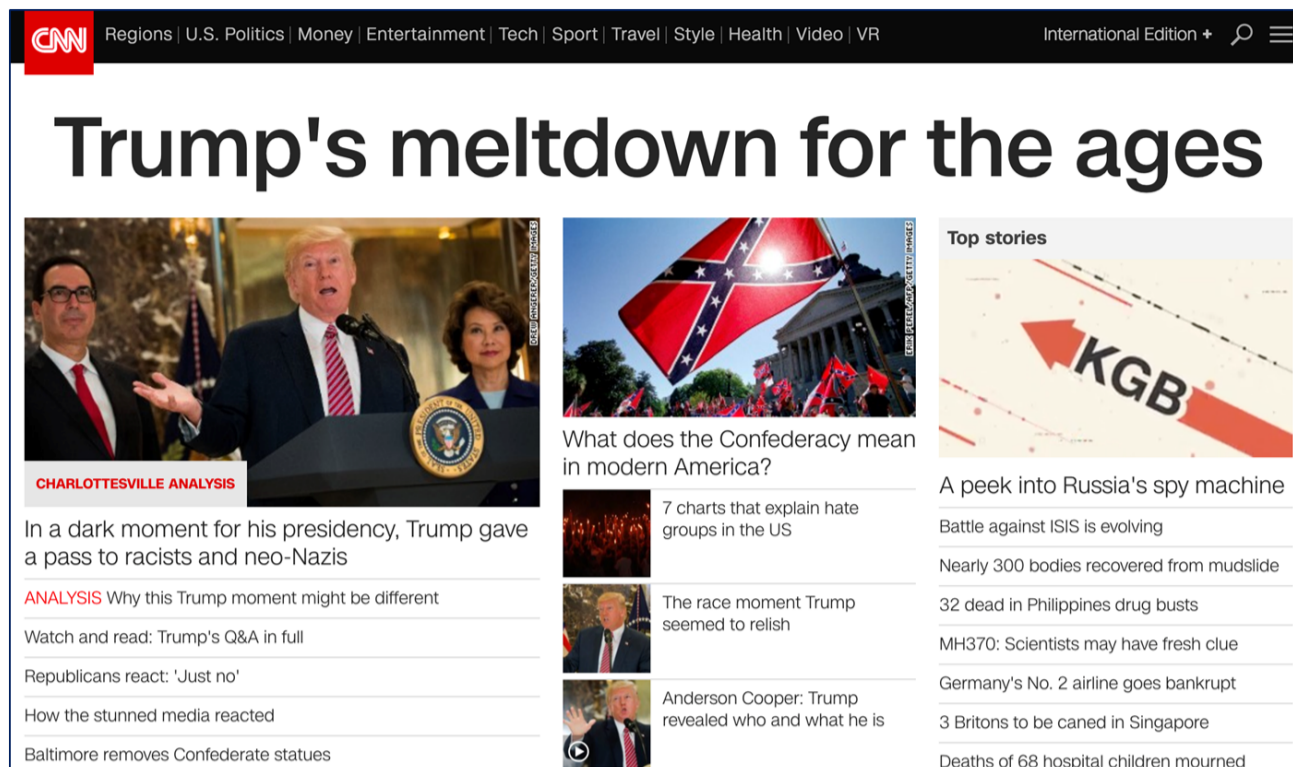 CNN
Regions | U.S. Politics | Money | Entertainment | Tech | Sport | Travel | Style | Health | Video | VR
International Edition +
Trump's meltdown for the ages
DREW ANGERER/GETTY IMAGES
CHARLOTTESVILLE ANALYSIS
In a dark moment for his presidency, Trump gave
a pass to racists and neo-Nazis
ANALYSIS Why this Trump moment might be different
Watch and read: Trump's Q&A in full
Republicans react: 'Just no'
How the stunned media reacted
Baltimore removes Confederate statues
What does the Confederacy mean
in modern America?
7 charts that explain hate
groups in the US
The race moment Trump
seemed to relish
Anderson Cooper: Trump
revealed who and what he is
Top stories
KGB
A peek into Russia's spy machine
Battle against ISIS is evolving
Nearly 300 bodies recovered from mudslide
32 dead in Philippines drug busts
MH370: Scientists may have fresh clue
Germany's No. 2 airline goes bankrupt
3 Britons to be caned in Singapore
Deaths of 68 hospital children mourned